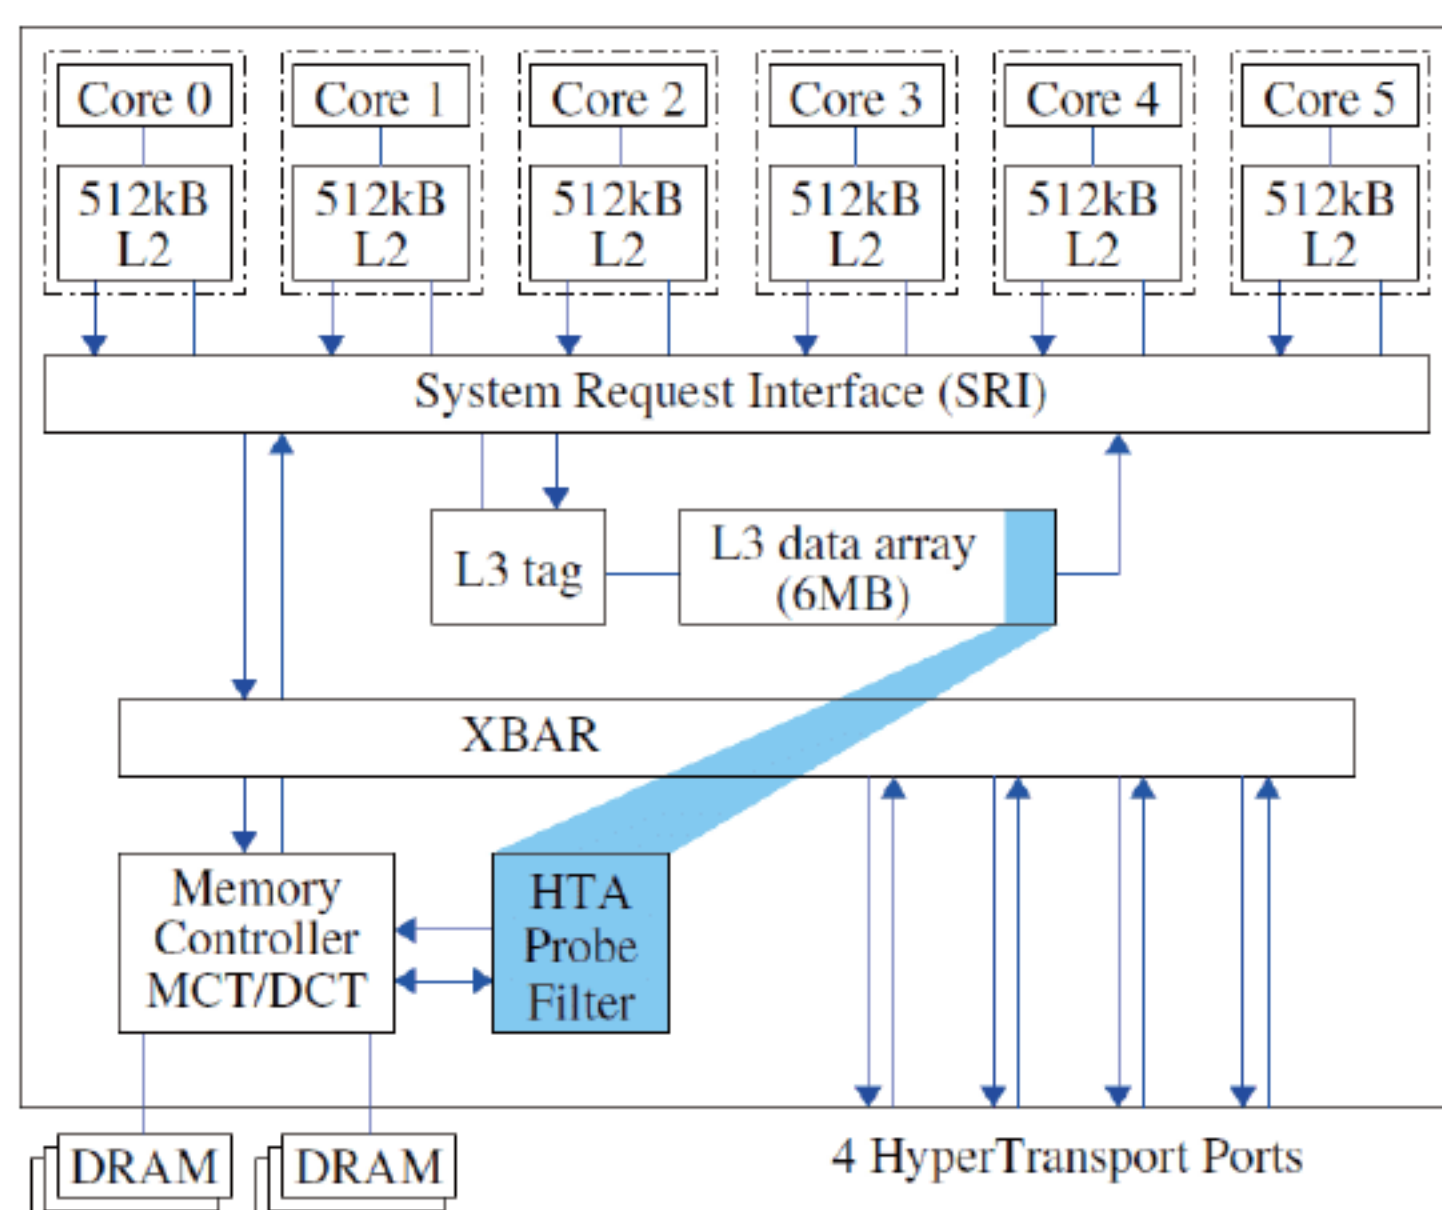 Core 0
Core 1
Core 2
Core 3
Core 4
Core 5
512kB
L2
512kB
L2
512kB
L2
512kB
L2
512kB
L2
512kB
L2
System Request Interface (SRI)
L3 tag
L3 data array
(6MB)
XBAR
Memory
Controller
MCT/DCT
HTA
Probe
Filter
DRAM
DRAM
4 HyperTransport Ports